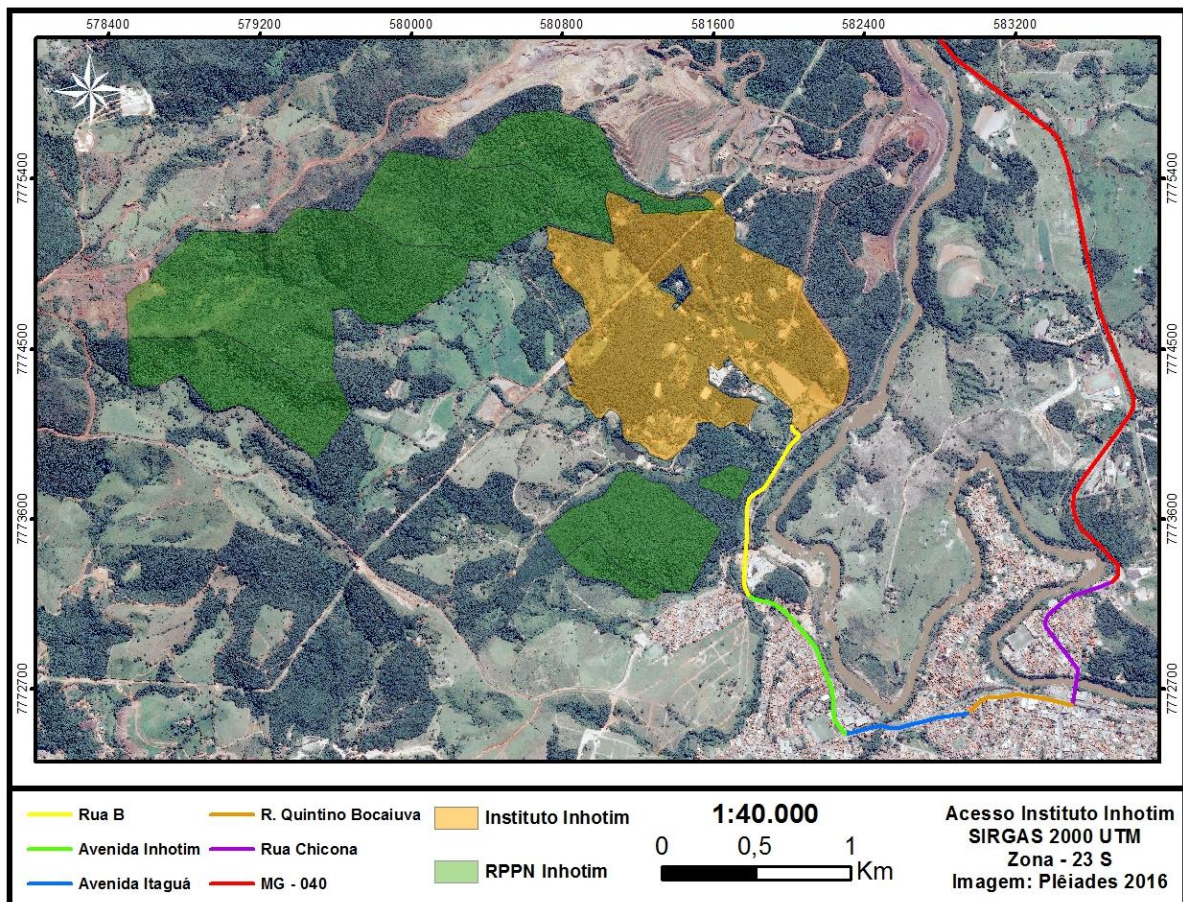 578400 579200 580000 580800 581600 582400 583200
7775400 7775400
7774500 7774500
7773600 7773600
7772700 7772700
Rua B
Avenida Inhotim
Avenida Itaguá
R. Quintino Bocaiuva
Rua Chicona
MG - 040
Instituto Inhotim
RPPN Inhotim
1:40.000
0 0,5 1
Km
Acesso Instituto Inhotim
SIRGAS 2000 UTM
Zona - 23 S
Imagem: Plêiades 2016